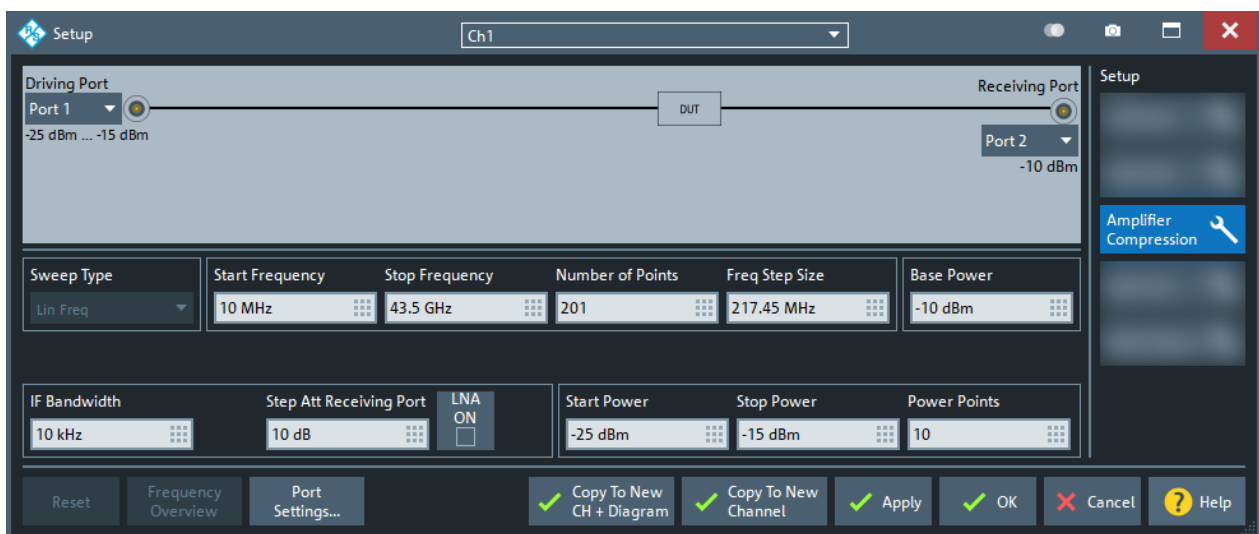 Setup
Ch1
Driving Port
Port 1
-25 dBm ... -15 dBm
DUT
Receiving Port
Port 2
-10 dBm
Setup
Amplifier
Compression
Sweep Type
Lin Freq
Start Frequency
10 MHz
Stop Frequency
43.5 GHz
Number of Points
201
Freq Step Size
217.45 MHz
Base Power
-10 dBm
IF Bandwidth
10 kHz
Step Att Receiving Port
10 dB
LNA
ON
Start Power
-25 dBm
Stop Power
-15 dBm
Power Points
10
Reset
Frequency
Overview
Port
Settings...
Copy To New
CH + Diagram
Copy To New
Channel
Apply
OK
Cancel
? Help